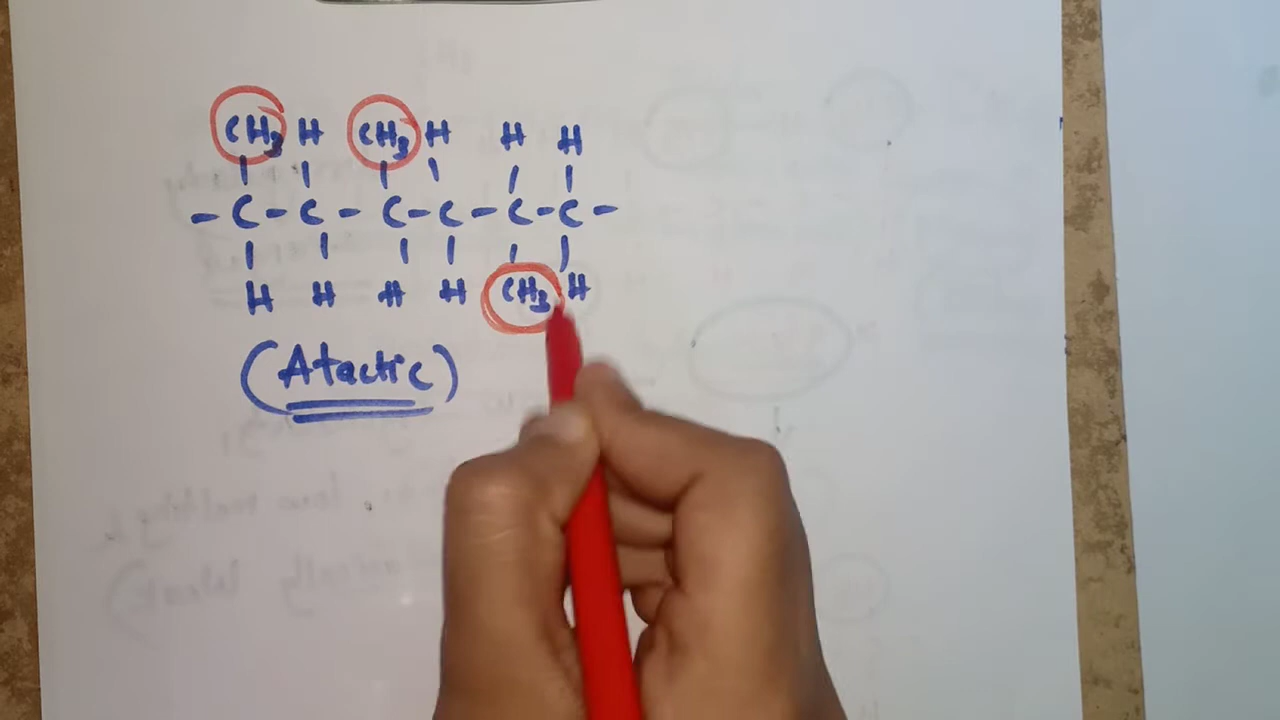 CH3 H CH3 H H H
- C - C - C - C - C - C -
H H H H CH3 H
(Atactic)